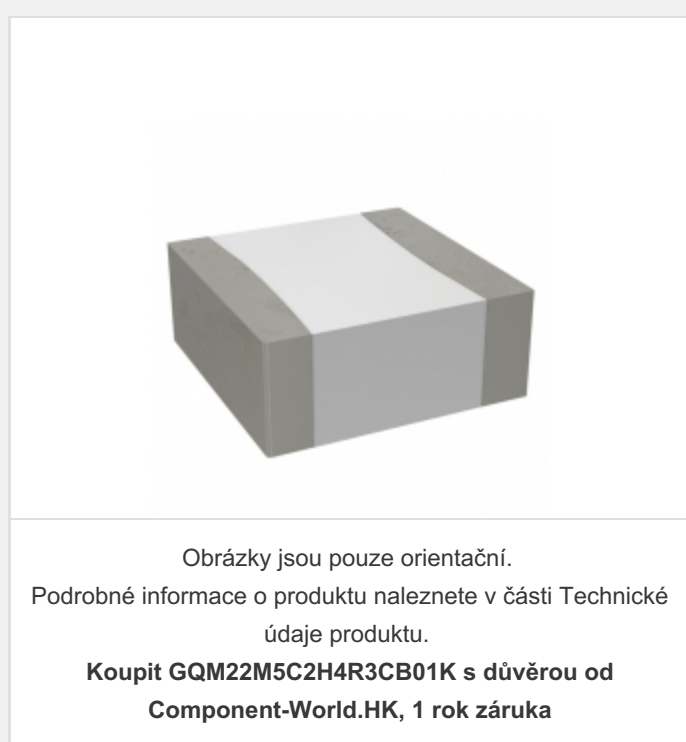 Obrázky jsou pouze orientační.
Podrobné informace o produktu naleznete v části Technické
údaje produktu.
Koupit GQM22M5C2H4R3CB01K s důvěrou od
Component-World.HK, 1 rok záruka